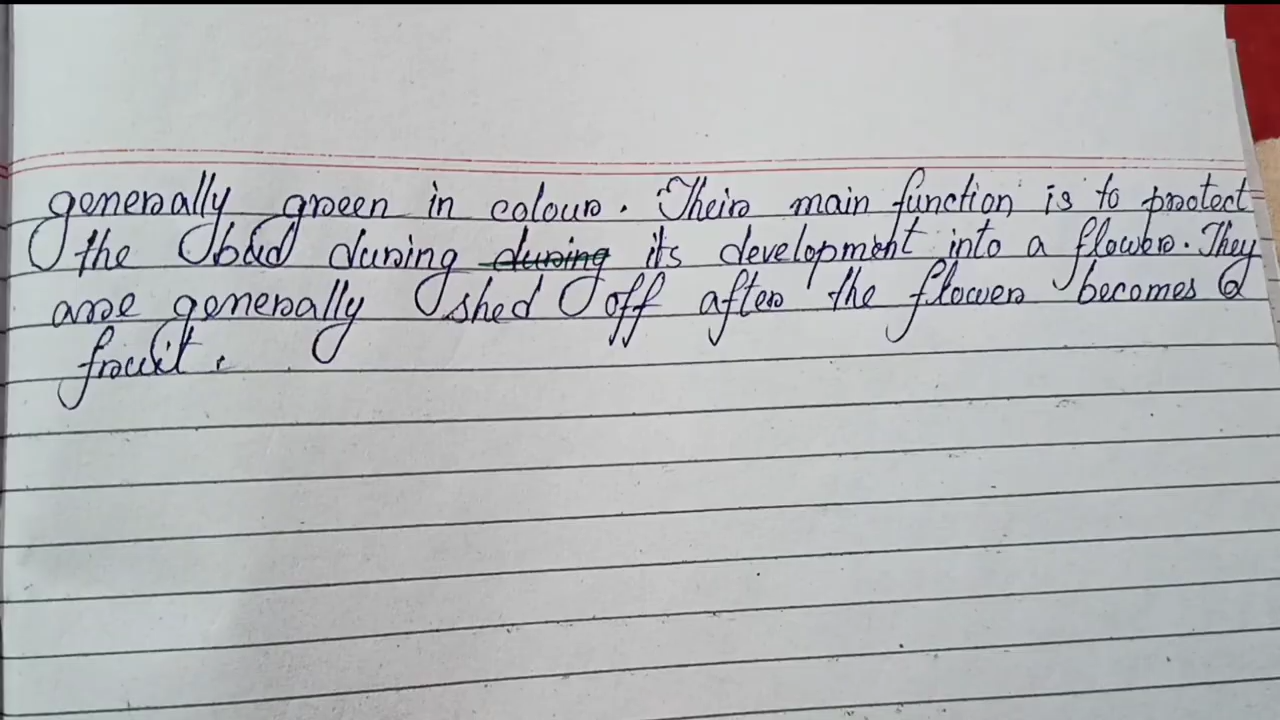 generally green in colour. Their main function is to protect
the bud during during its development into a flower. They
are generally shed off after the flower becomes a
fruit.